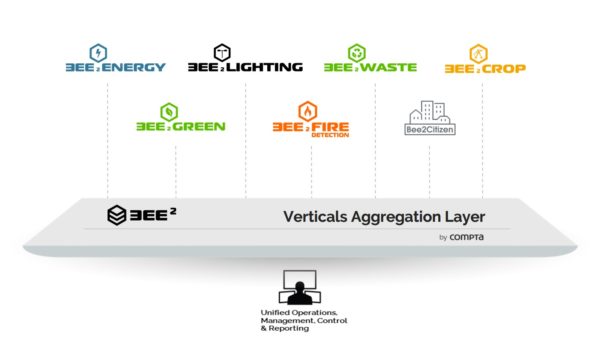 BEE2ENERGY
BEE2LIGHTING
BEE2WASTE
BEE2CROP
BEE2GREEN
BEE2FIRE
DETECTION
Bee2Citizen
BEE2 Verticals Aggregation Layer
by COMPTA
Unified Operations,
Management, Control
& Reporting